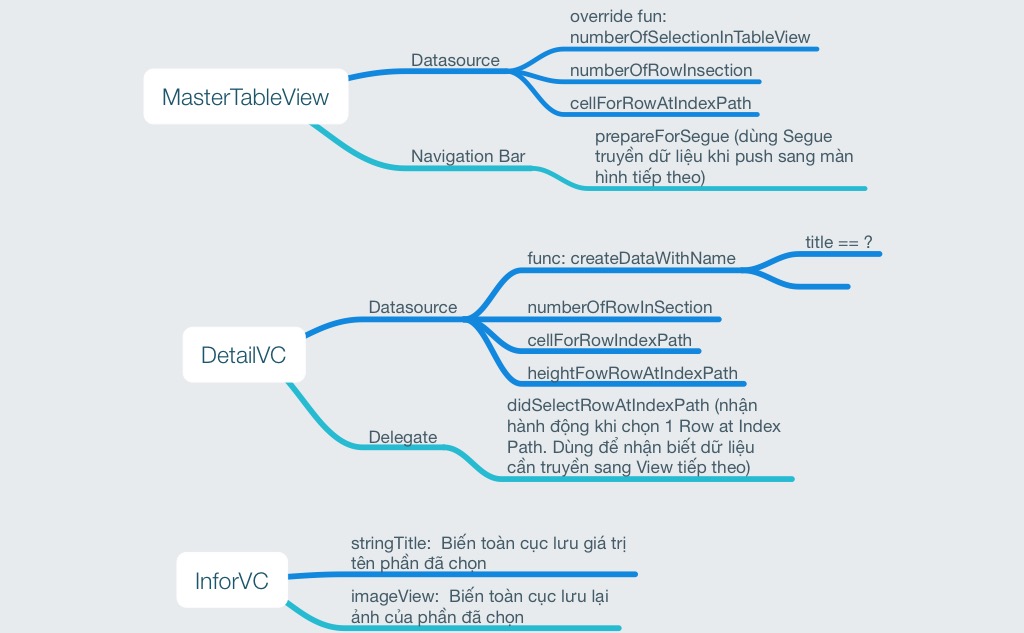 override fun:
numberOfSelectionInTableView
Datasource
numberOfRowInsection
MasterTableView
cellForRowAtIndexPath
prepareForSegue (dùng Segue
Navigation Bar
truyền dữ liệu khi push sang màn
hình tiếp theo)
title == ?
func: createDataWithName
Datasource
numberOfRowInSection
cellForRowIndexPath
DetailVC
heightFowRowAtIndexPath
didSelectRowAtIndexPath (nhận
hành động khi chọn 1 Row at Index
Delegate
Path. Dùng để nhận biết dữ liệu
cần truyền sang View tiếp theo)
stringTitle:  Biến toàn cục lưu giá trị
tên phần đã chọn
InforVC
imageView:  Biến toàn cục lưu lại
ảnh của phần đã chọn